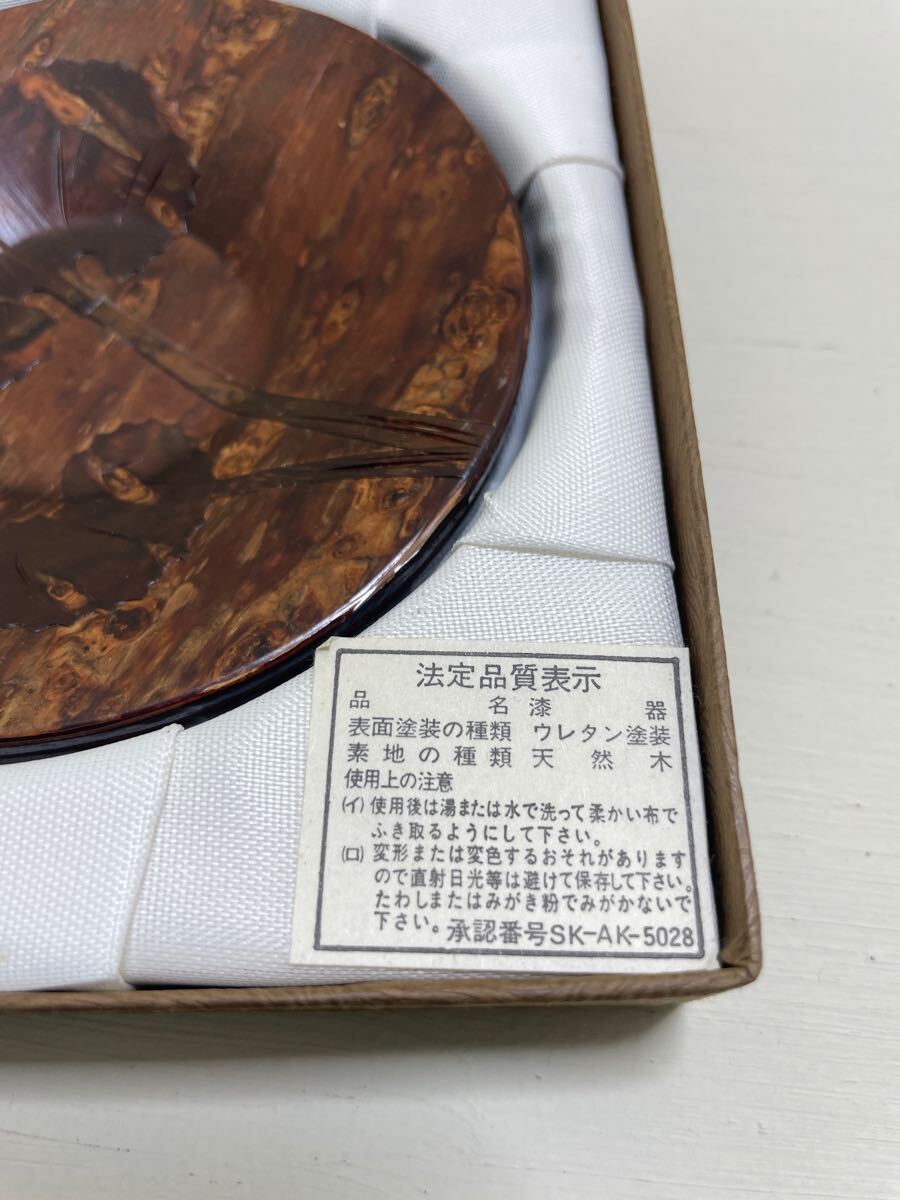 法定品質表示
品名 漆器
表面塗装の種類 ウレタン塗装
素地の種類 天然木
使用上の注意
(イ) 使用後は湯または水で洗って柔かい布で
ふき取るようにして下さい。
(ロ) 変形または変色するおそれがあります
ので直射日光等は避けて保存して下さい。
たわしまたはみがき粉でみがかないで
下さい。
承認番号SK-AK-5028